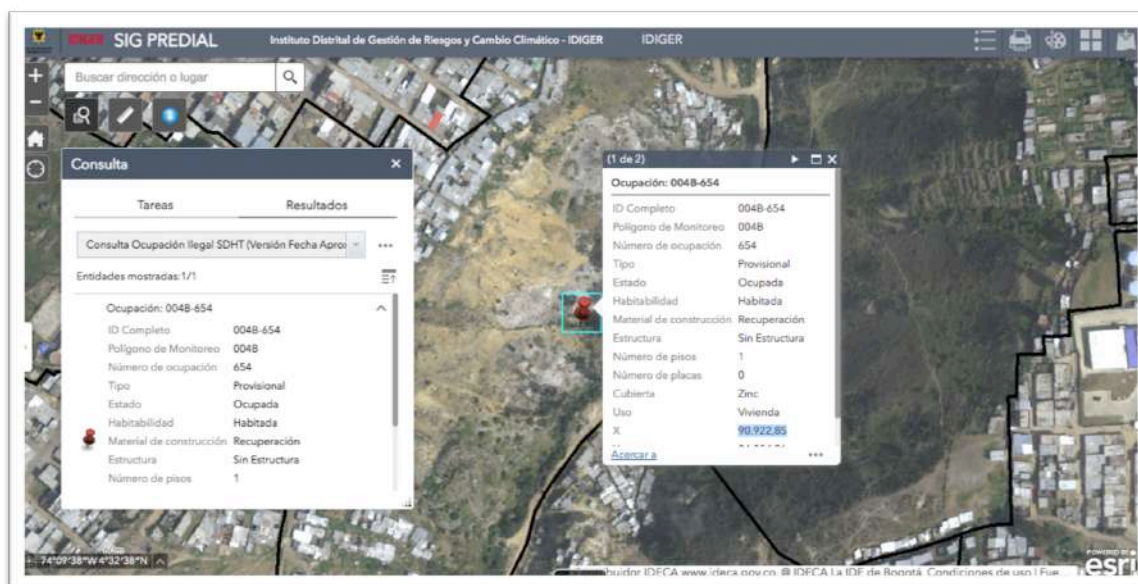 IDIGER SIG PREDIAL Instituto Distrital de Gestión de Riesgos y Cambio Climático - IDIGER IDIGER
Buscar dirección o lugar
Consulta
Tareas Resultados
Consulta Ocupación Ilegal SDHT (Versión Fecha Apro
Entidades mostradas:1/1
Ocupación: 004B-654
ID Completo 004B-654
Polígono de Monitoreo 004B
Número de ocupación 654
Tipo Provisional
Estado Ocupada
Habitabilidad Habitada
Material de construcción Recuperación
Estructura Sin Estructura
Número de pisos 1
(1 de 2)
Ocupación: 004B-654
ID Completo 004B-654
Polígono de Monitoreo 004B
Número de ocupación 654
Tipo Provisional
Estado Ocupada
Habitabilidad Habitada
Material de construcción Recuperación
Estructura Sin Estructura
Número de pisos 1
Número de placas 0
Cubierta Zinc
Uso Vivienda
X 90.922,85
Acercar a
74°09'38"W 4°32'38"N
buidor IDECA www.ideca.gov.co, @ IDECA La IDE de Bogotá. Condiciones de uso | Fue...
POWERED BY
esri